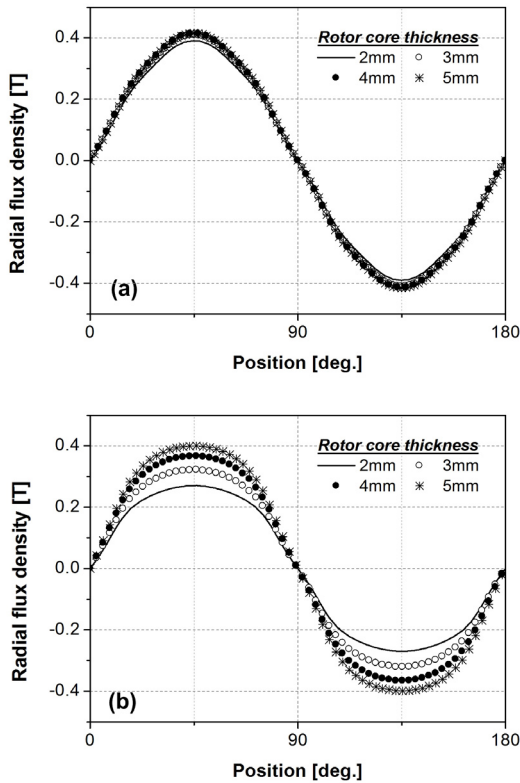 Radial flux density [T]
0.4
0.2
0.0
-0.2
-0.4
Rotor core thickness
2mm 3mm
4mm 5mm
(a)
0 90 180
Position [deg.]
Radial flux density [T]
0.4
0.2
0.0
-0.2
-0.4
Rotor core thickness
2mm 3mm
4mm 5mm
(b)
0 90 180
Position [deg.]